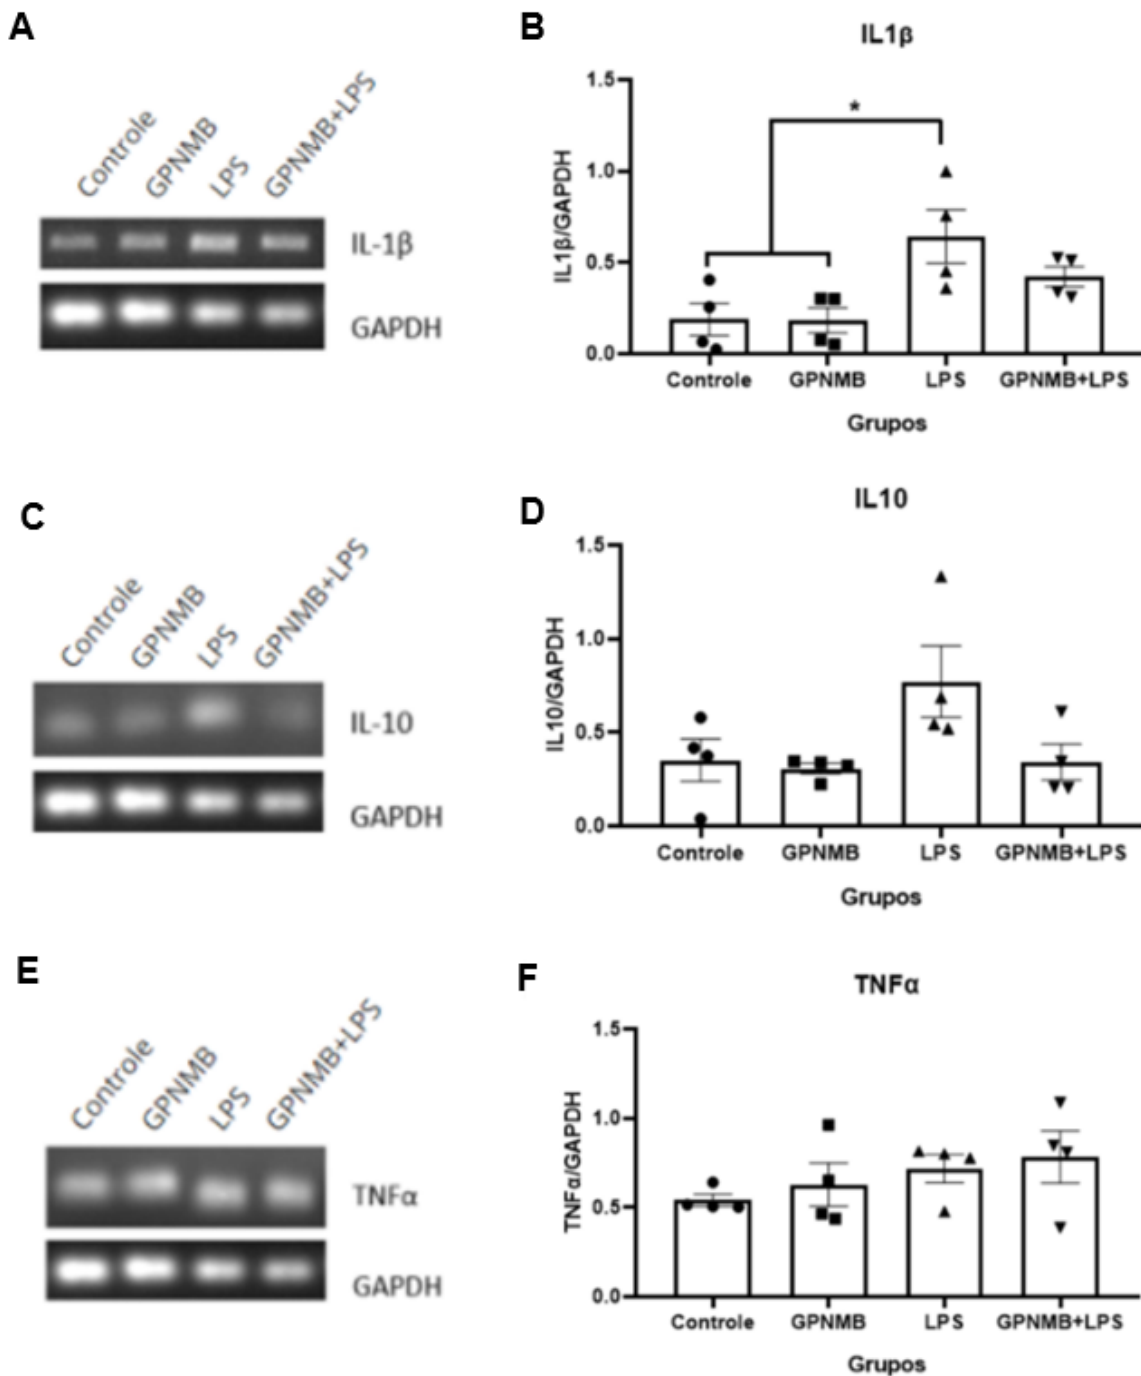 A
Controle
GPNMB
LPS
GPNMB+LPS
IL-1β
GAPDH
B
IL1β
*
IL1β/GAPDH
1.5
1.0
0.5
0.0
Controle GPNMB LPS GPNMB+LPS
Grupos
C
Controle
GPNMB
LPS
GPNMB+LPS
IL-10
GAPDH
D
IL10
IL10/GAPDH
1.5
1.0
0.5
0.0
Controle GPNMB LPS GPNMB+LPS
Grupos
E
Controle
GPNMB
LPS
GPNMB+LPS
TNFα
GAPDH
F
TNFα
TNFα/GAPDH
1.5
1.0
0.5
0.0
Controle GPNMB LPS GPNMB+LPS
Grupos